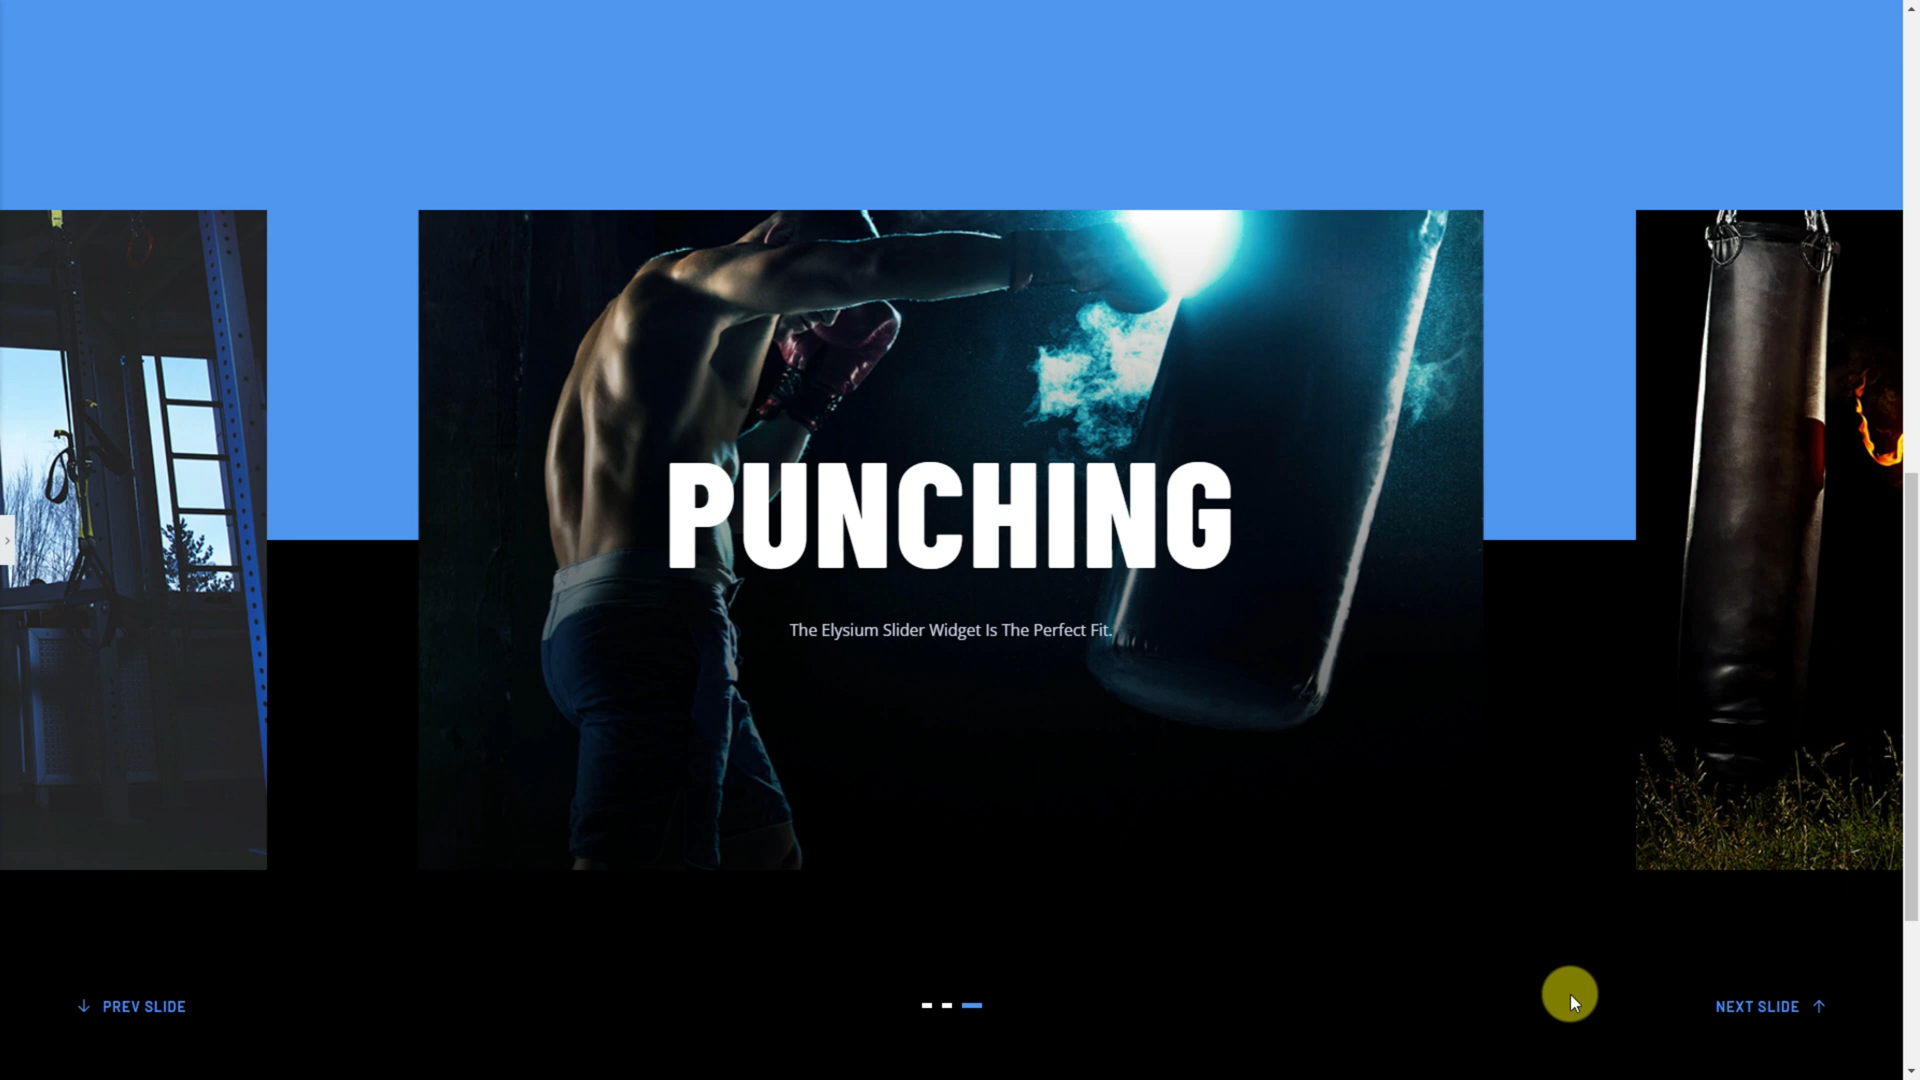 PUNCHING
The Elysium Slider Widget Is The Perfect Fit.
PREV SLIDE
NEXT SLIDE